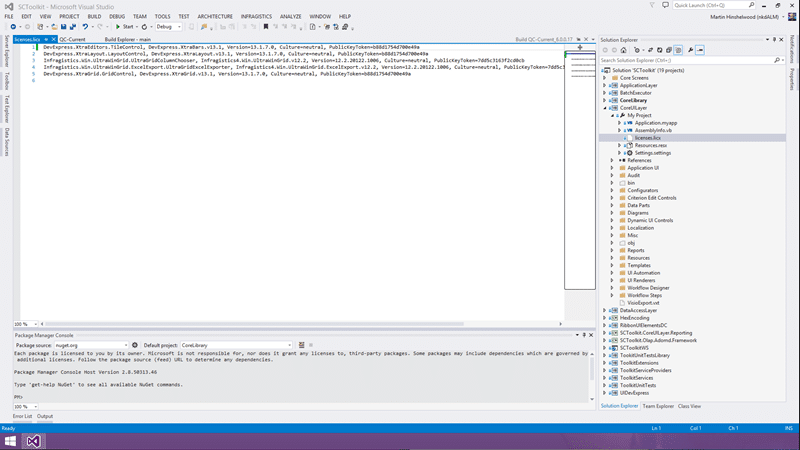 SCToolkit - Microsoft Visual Studio
Quick Launch (Ctrl+Q)
FILE EDIT VIEW PROJECT BUILD DEBUG TEAM TOOLS TEST ARCHITECTURE INFRAGISTICS ANALYZE WINDOW HELP
Martin Hinshelwood (nkdALM)
Start Debug
Server Explorer
Toolbox
Test Explorer
Data Sources
licenses.licx QC-Current Build Explorer - main
Build QC-Current_6.0.0.17
1 DevExpress.XtraEditors.TileControl, DevExpress.XtraBars.v13.1, Version=13.1.7.0, Culture=neutral, PublicKeyToken=b88d1754d700e49a
2 DevExpress.XtraLayout.LayoutControl, DevExpress.XtraLayout.v13.1, Version=13.1.7.0, Culture=neutral, PublicKeyToken=b88d1754d700e49a
3 Infragistics.Win.UltraWinGrid.UltraGridColumnChooser, Infragistics4.Win.UltraWinGrid.v12.2, Version=12.2.20122.1006, Culture=neutral, PublicKeyToken=7dd5c3163f2cd0cb
4 Infragistics.Win.UltraWinGrid.ExcelExport.UltraGridExcelExporter, Infragistics4.Win.UltraWinGrid.ExcelExport.v12.2, Version=12.2.20122.1006, Culture=neutral, PublicKeyToken=7dd5c3
5 DevExpress.XtraGrid.GridControl, DevExpress.XtraGrid.v13.1, Version=13.1.7.0, Culture=neutral, PublicKeyToken=b88d1754d700e49a
6
100 %
Package Manager Console
Package source: nuget.org Default project: CoreLibrary
Each package is licensed to you by its owner. Microsoft is not responsible for, nor does it grant any licenses to, third-party packages. Some packages may include dependencies which are governed by
additional licenses. Follow the package source (feed) URL to determine any dependencies.
Package Manager Console Host Version 2.8.50313.46
Type 'get-help NuGet' to see all available NuGet commands.
PM>
100 %
Error List Output
Solution Explorer
Search Solution Explorer (Ctrl+;)
Solution 'SCToolkit' (19 projects)
Core Screens
ApplicationLayer
BatchExecutor
CoreLibrary
CoreUILayer
My Project
Application.myapp
AssemblyInfo.vb
licenses.licx
Resources.resx
Settings.settings
References
Application UI
Audit
bin
Configurators
Criterion Edit Controls
Data Parts
Diagrams
Dynamic UI Controls
Localization
Misc
obj
Reports
Resources
Templates
UI Automation
UI Renderers
Workflow Designer
Workflow Steps
VisioExport.vxt
DataAccessLayer
HexEncoding
RibbonUIElementsDC
SCToolkit.CoreUILayer.Reporting
SCToolkit.Olap.Adomd.Framework
SCToolkitWS
ToolkitUnitTestsLibrary
ToolkitExtensions
ToolkitServiceProviders
ToolkitServices
ToolkitUnitTests
UIDevExpress
Solution Explorer Team Explorer Class View
Notifications
Properties
Ready
Ln 1 Col 1 Ch 1 INS